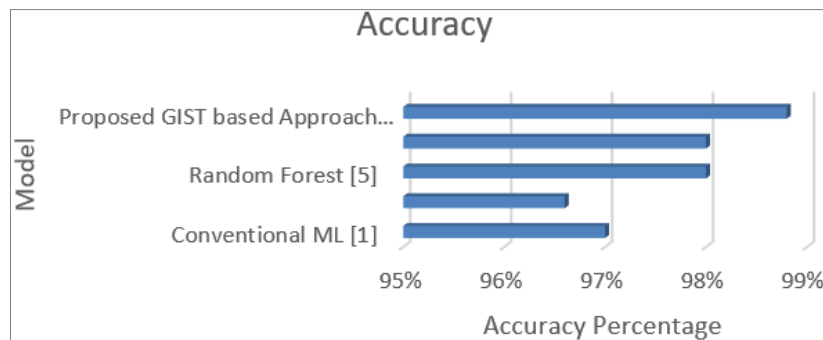 Accuracy
Proposed GIST based Approach...
Random Forest [5]
Conventional ML [1]
Model
95% 96% 97% 98% 99%
Accuracy Percentage